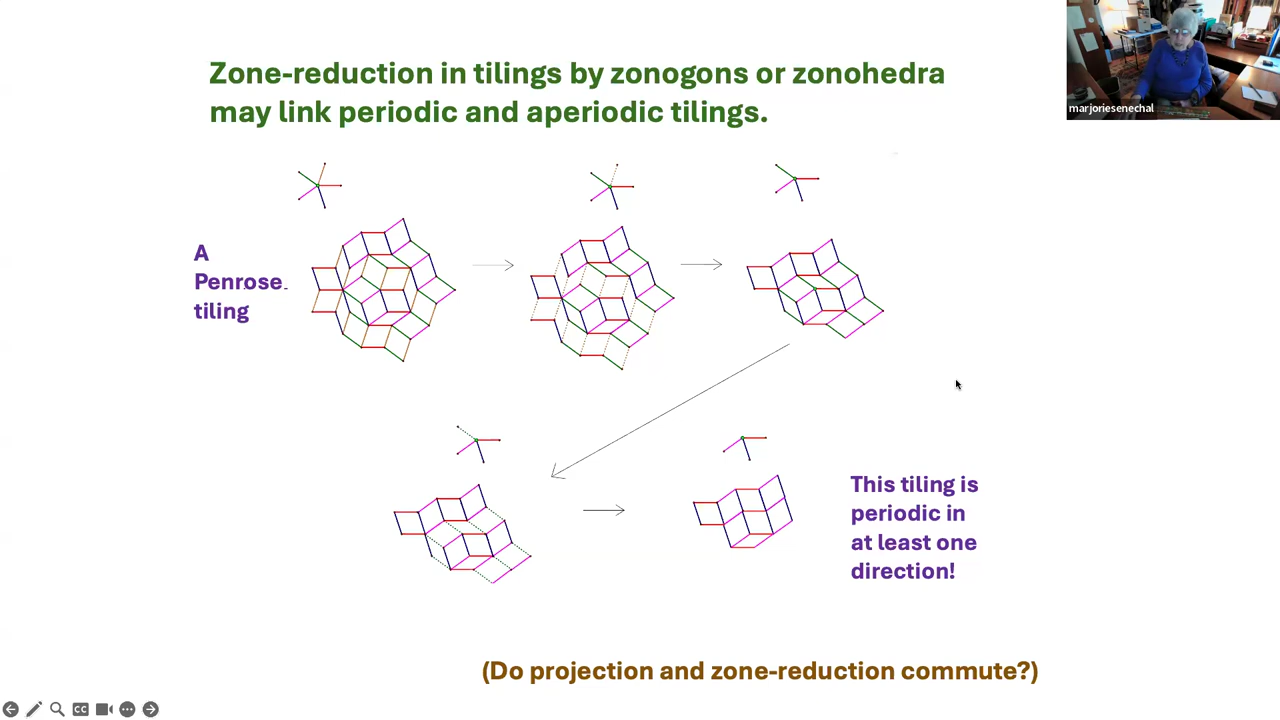 Zone-reduction in tilings by zonogons or zonohedra
may link periodic and aperiodic tilings.
marjoriesenechal
A
Penrose
tiling
This tiling is
periodic in
at least one
direction!
(Do projection and zone-reduction commute?)
CC